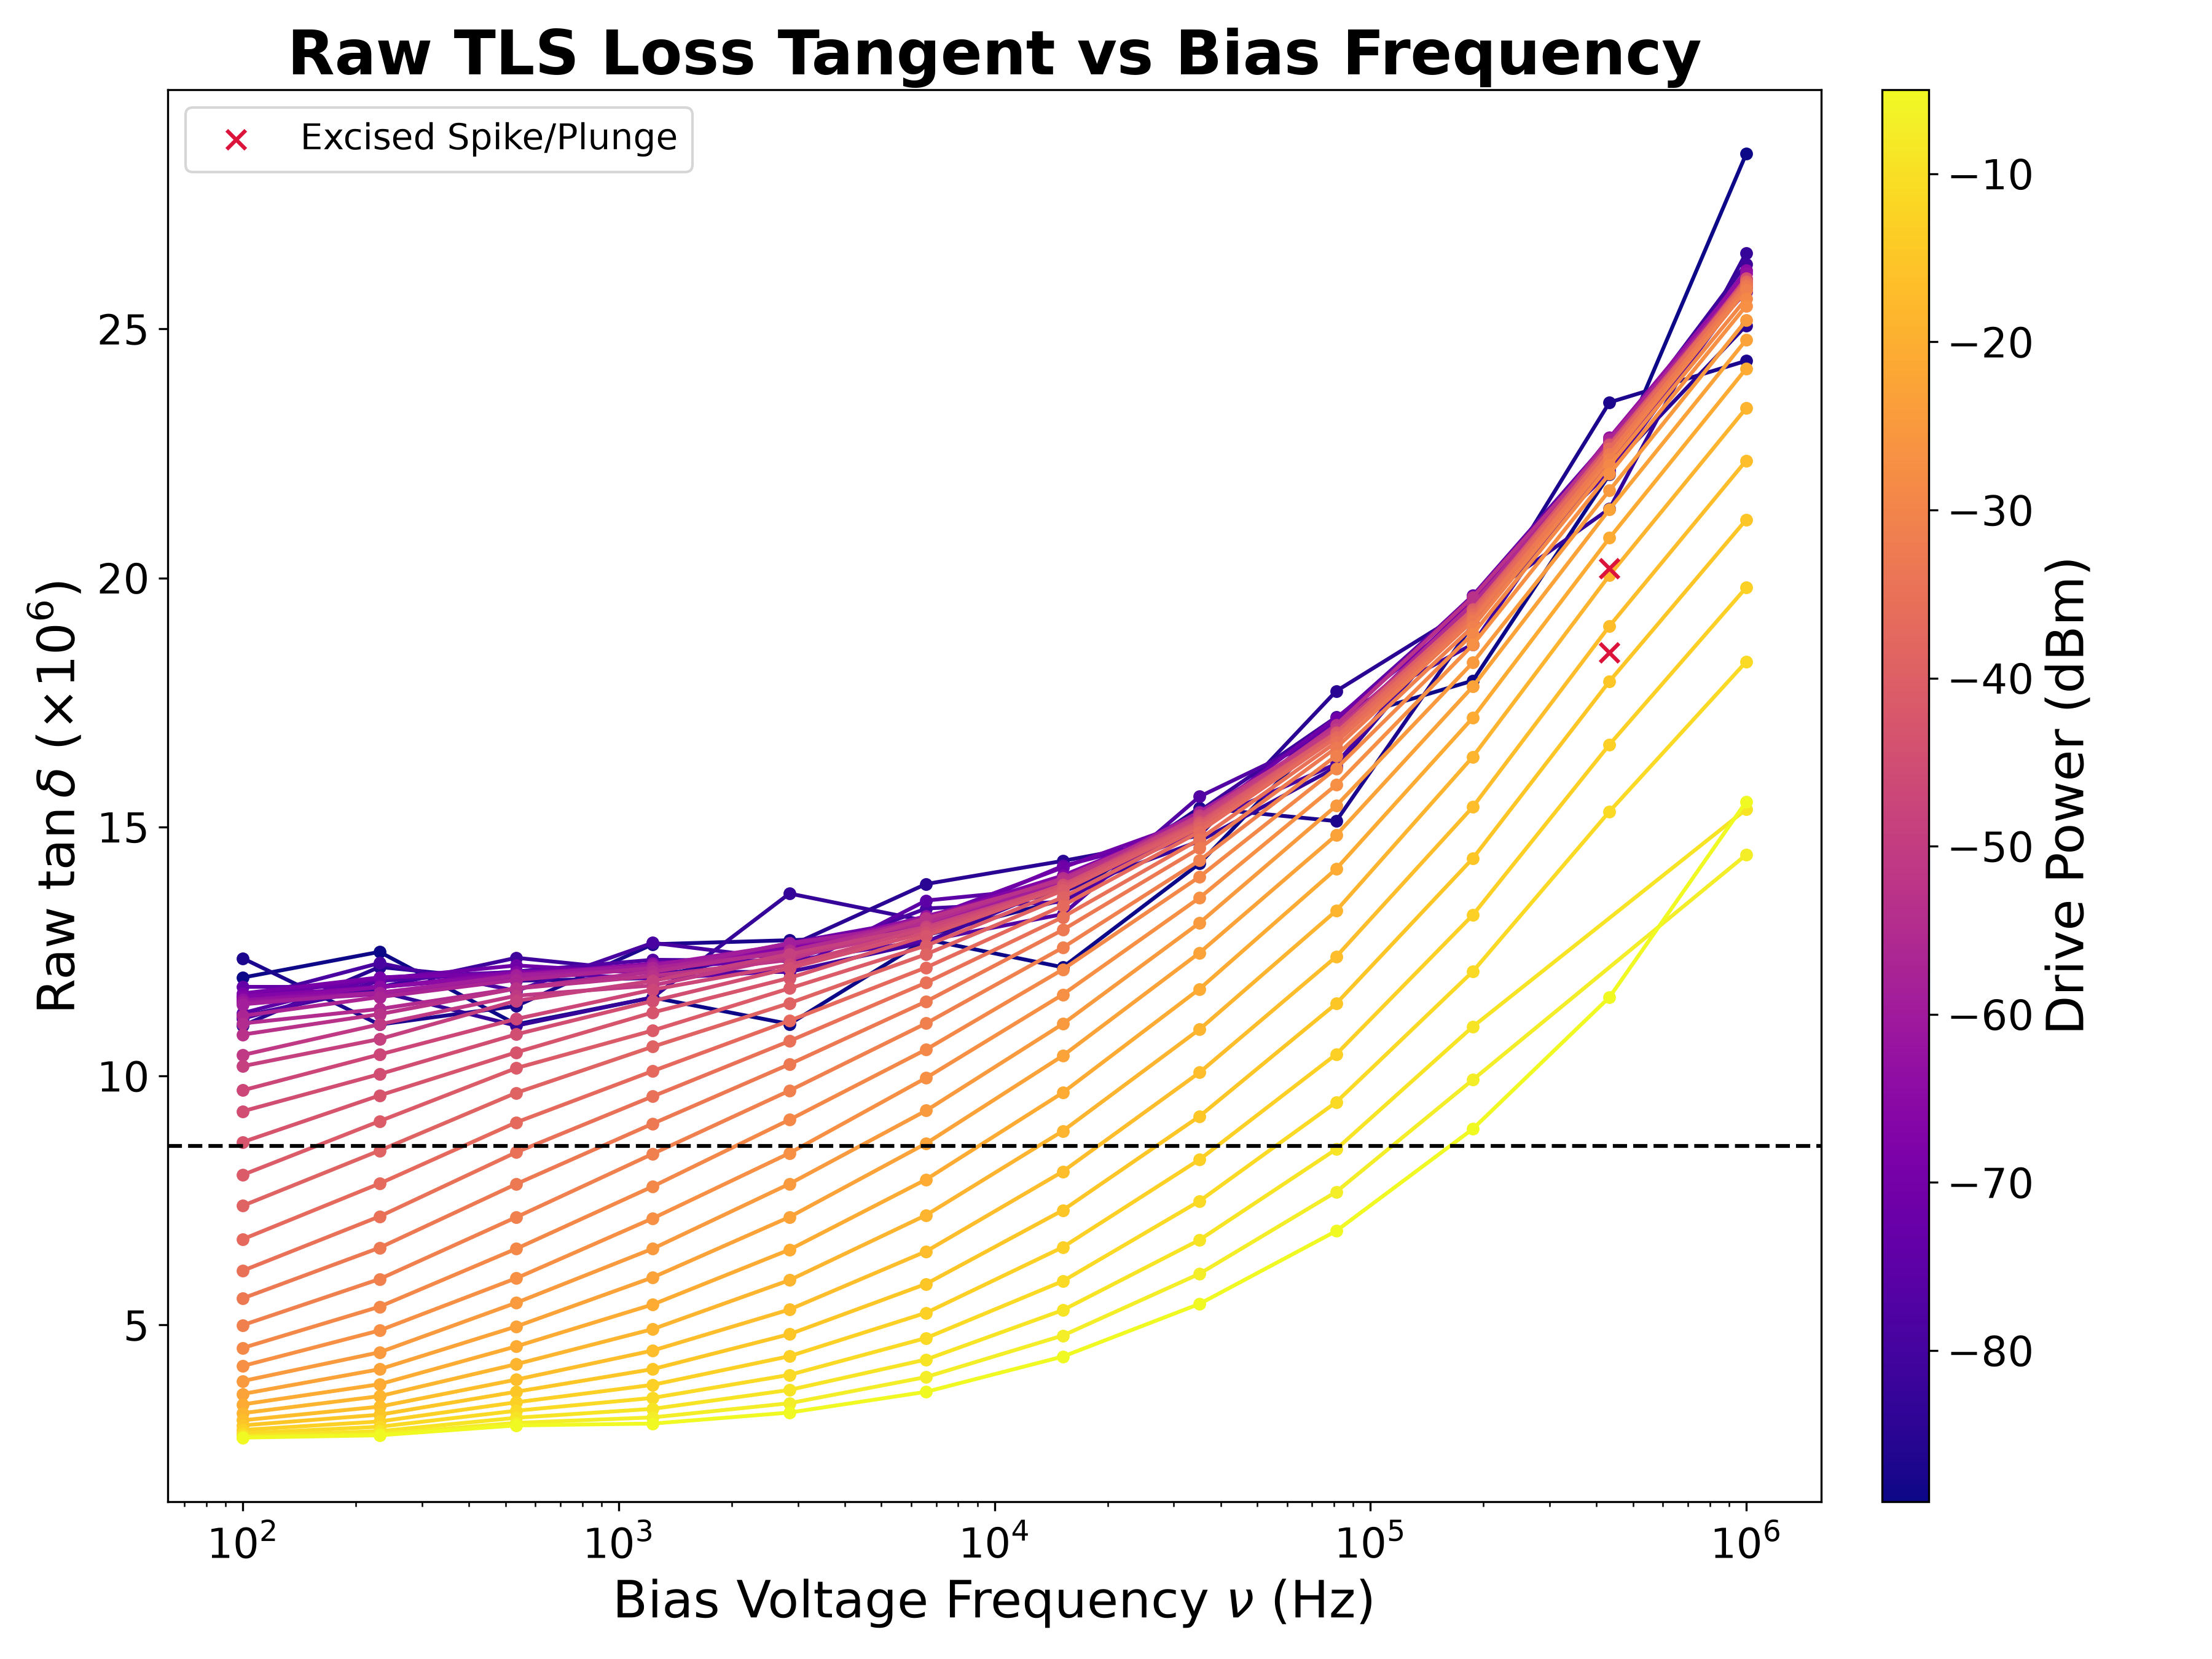 Raw TLS Loss Tangent vs Bias Frequency
Excised Spike/Plunge
Raw tan δ (×10⁶)
25
20
15
10
5
10² 10³ 10⁴ 10⁵ 10⁶
Bias Voltage Frequency ν (Hz)
−10
−20
−30
−40
−50
−60
−70
−80
Drive Power (dBm)